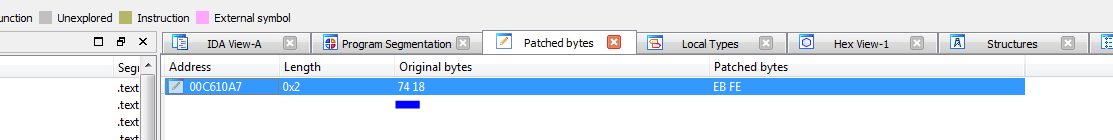 unction Unexplored Instruction External symbol
IDA View-A Program Segmentation Patched bytes Local Types Hex View-1 Structures
Address Length Original bytes Patched bytes
00C610A7 0x2 74 18 EB FE
.text
.text
.text
.text